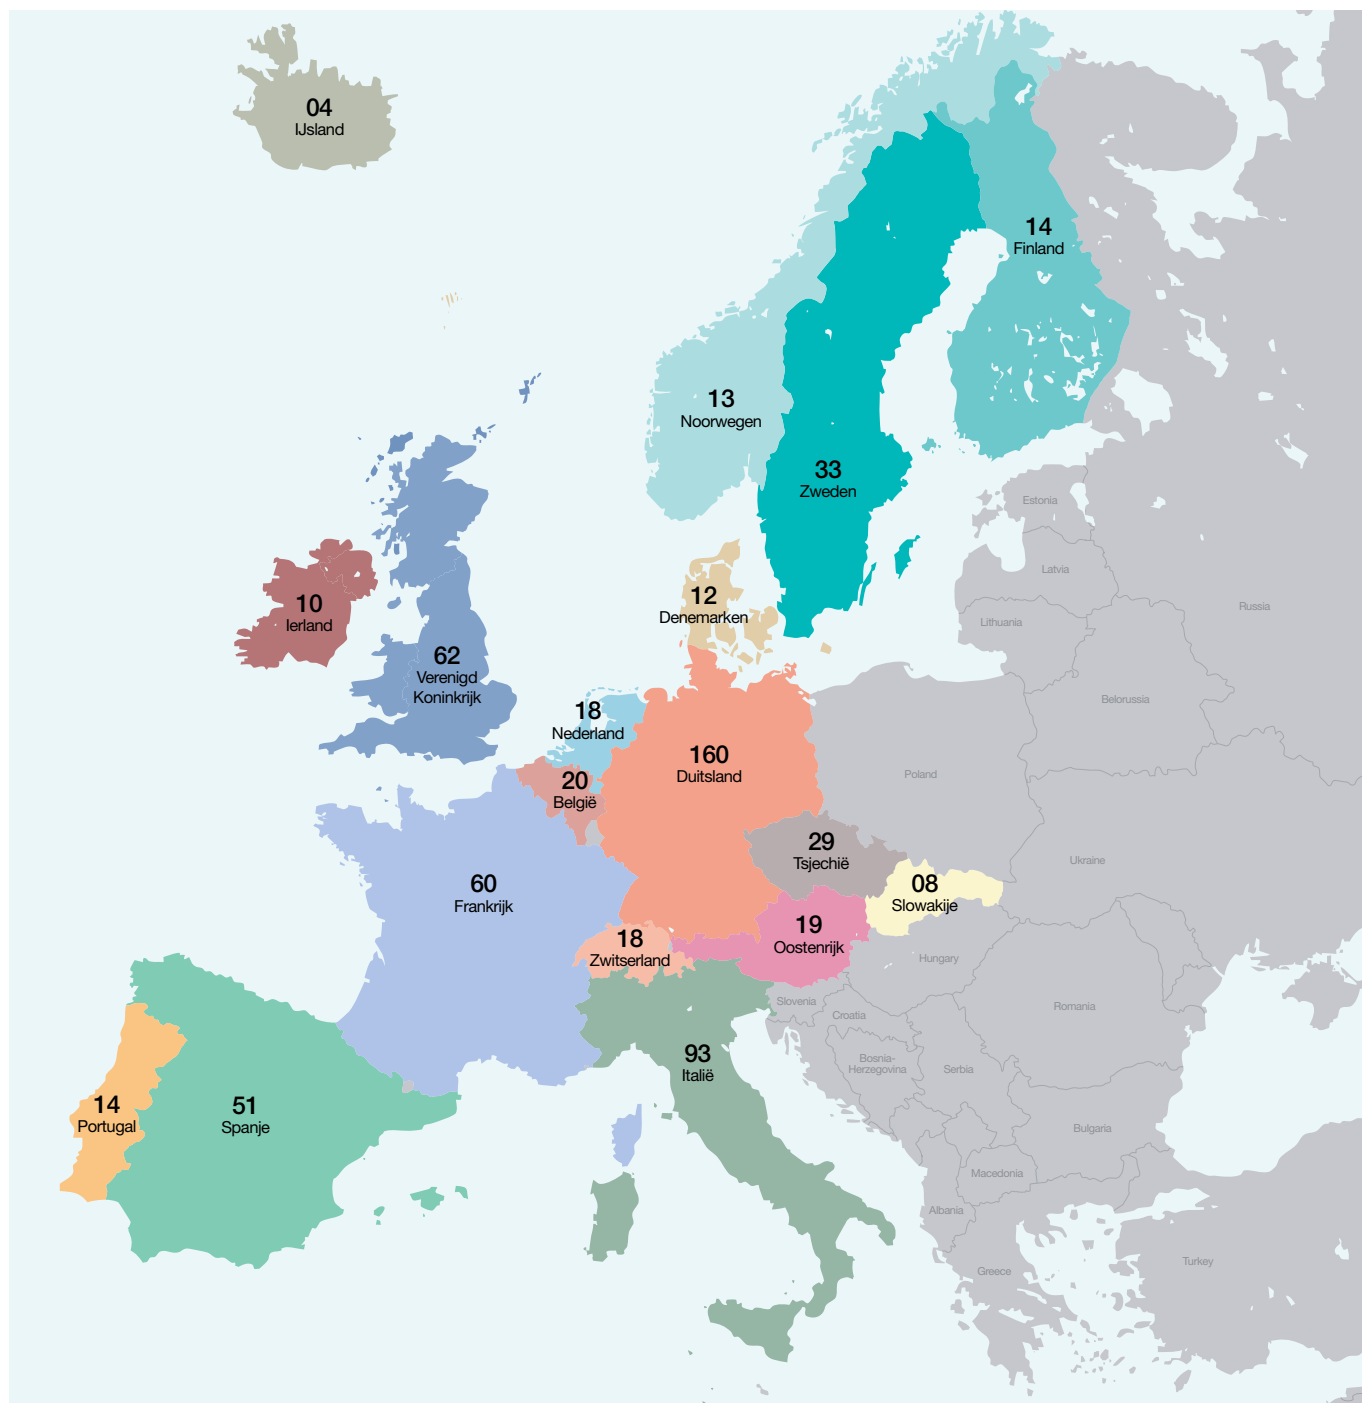 04
IJsland
14
Finland
13
Noorwegen
33
Zweden
Estonia
Latvia
Lithuania
Russia
10
Ierland
12
Denemarken
62
Verenigd
Koninkrijk
18
Nederland
Belorussia
160
Duitsland
Poland
20
België
29
Tsjechië
Ukraine
60
Frankrijk
08
Slowakije
18
Zwitserland
19
Oostenrijk
Hungary
Slovenia
Croatia
Romania
93
Italië
Bosnia-
Herzegovina
Serbia
14
Portugal
51
Spanje
Bulgaria
Macedonia
Albania
Greece
Turkey